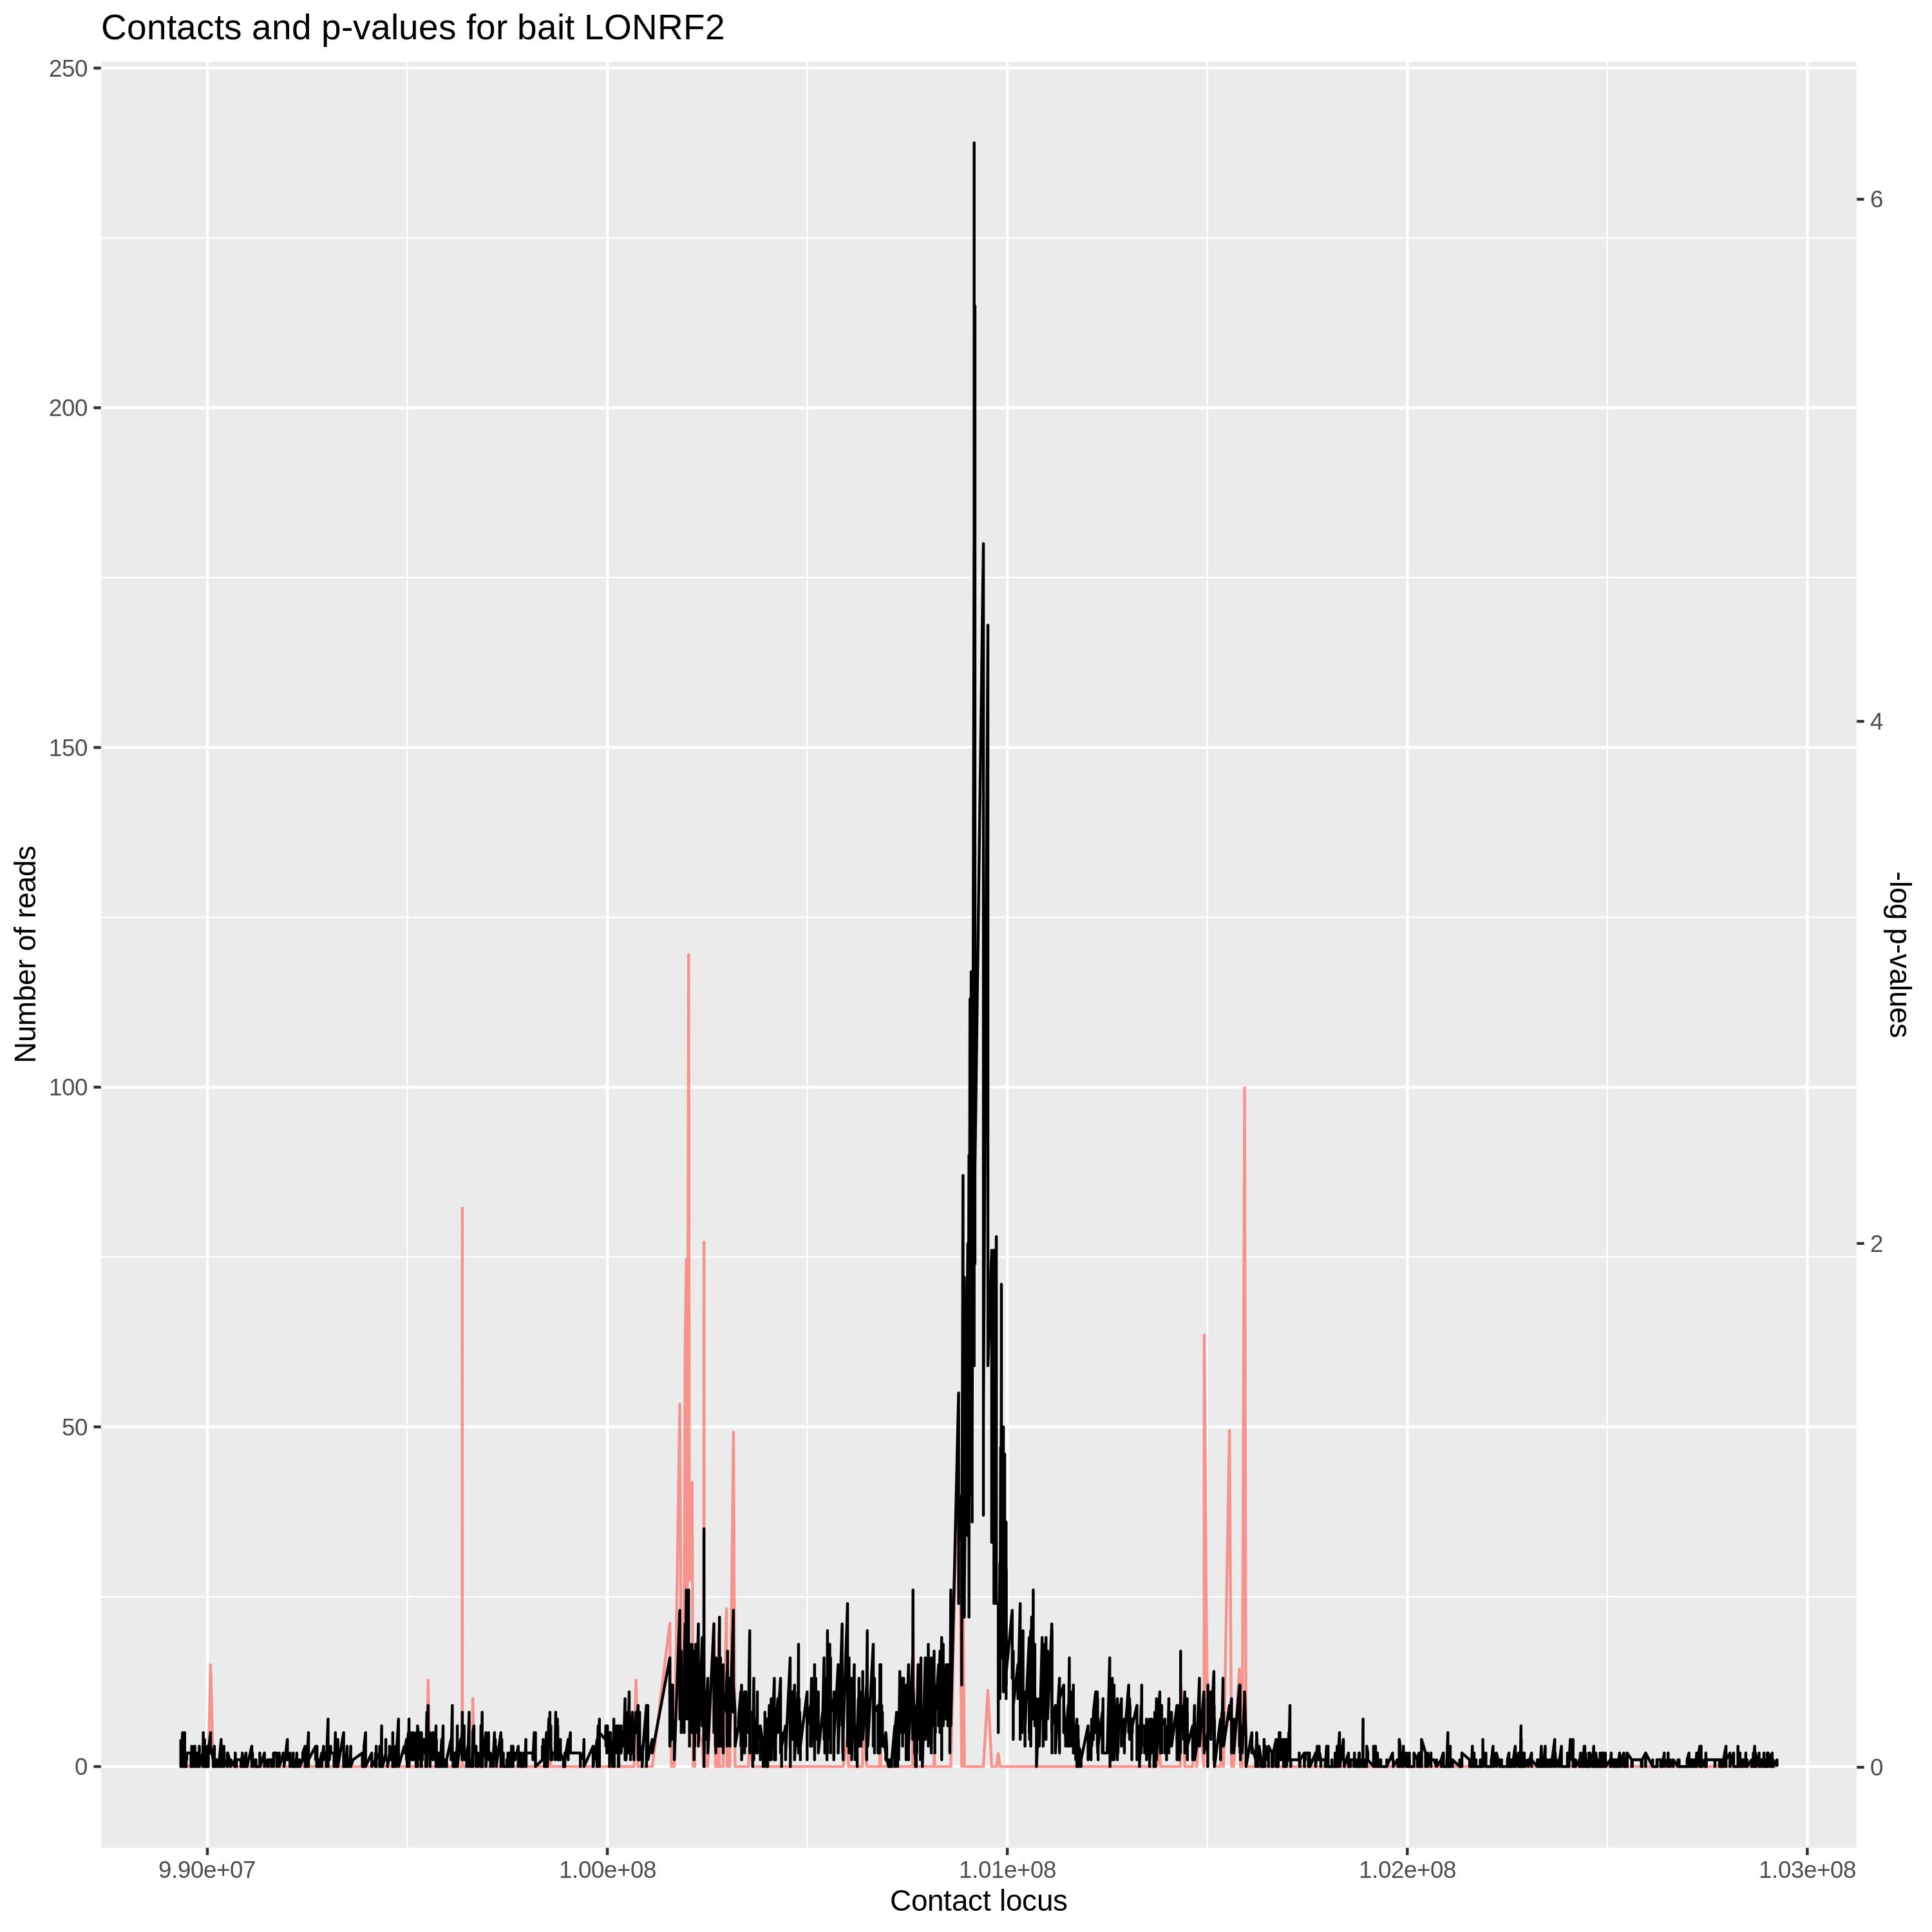 Contacts and p-values for bait LONRF2
250
200
150
100
50
0
Number of reads
6
4
2
0
-log p-values
9.90e+07
1.00e+08
1.01e+08
1.02e+08
1.03e+08
Contact locus